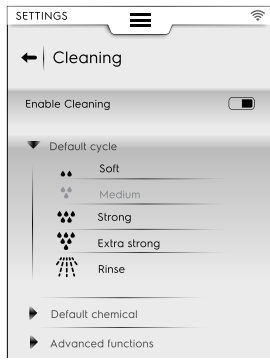 SETTINGS
Cleaning
Enable Cleaning
Default cycle
Soft
Medium
Strong
Extra strong
Rinse
Default chemical
Advanced functions